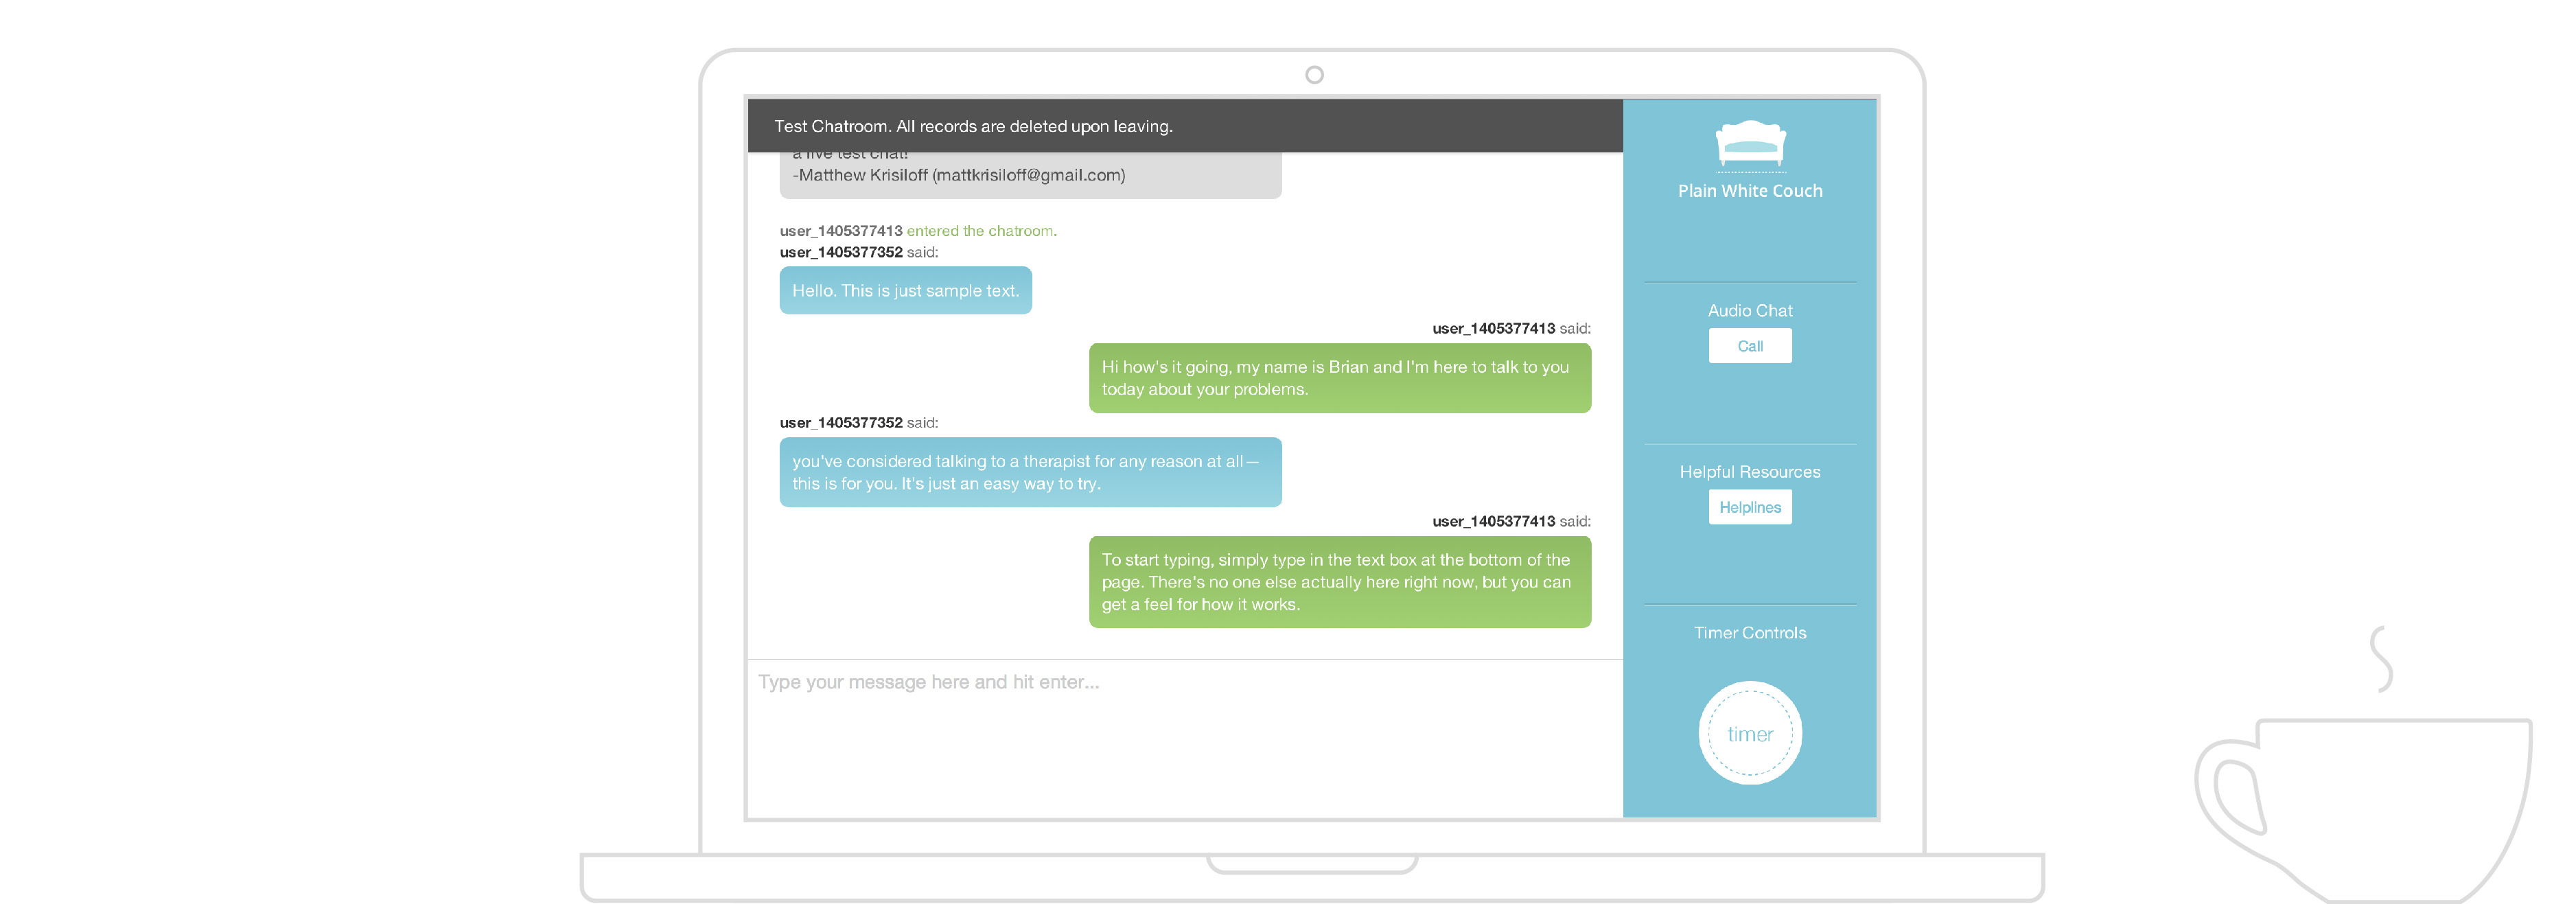 Test Chatroom. All records are deleted upon leaving.
a live test chat!
-Matthew Krisiloff (mattkrisiloff@gmail.com)
user_1405377413 entered the chatroom.
user_1405377352 said:
Hello. This is just sample text.
user_1405377413 said:
Hi how's it going, my name is Brian and I'm here to talk to you
today about your problems.
user_1405377352 said:
you've considered talking to a therapist for any reason at all—
this is for you. It's just an easy way to try.
user_1405377413 said:
To start typing, simply type in the text box at the bottom of the
page. There's no one else actually here right now, but you can
get a feel for how it works.
Type your message here and hit enter...
Plain White Couch
Audio Chat
Call
Helpful Resources
Helplines
Timer Controls
timer